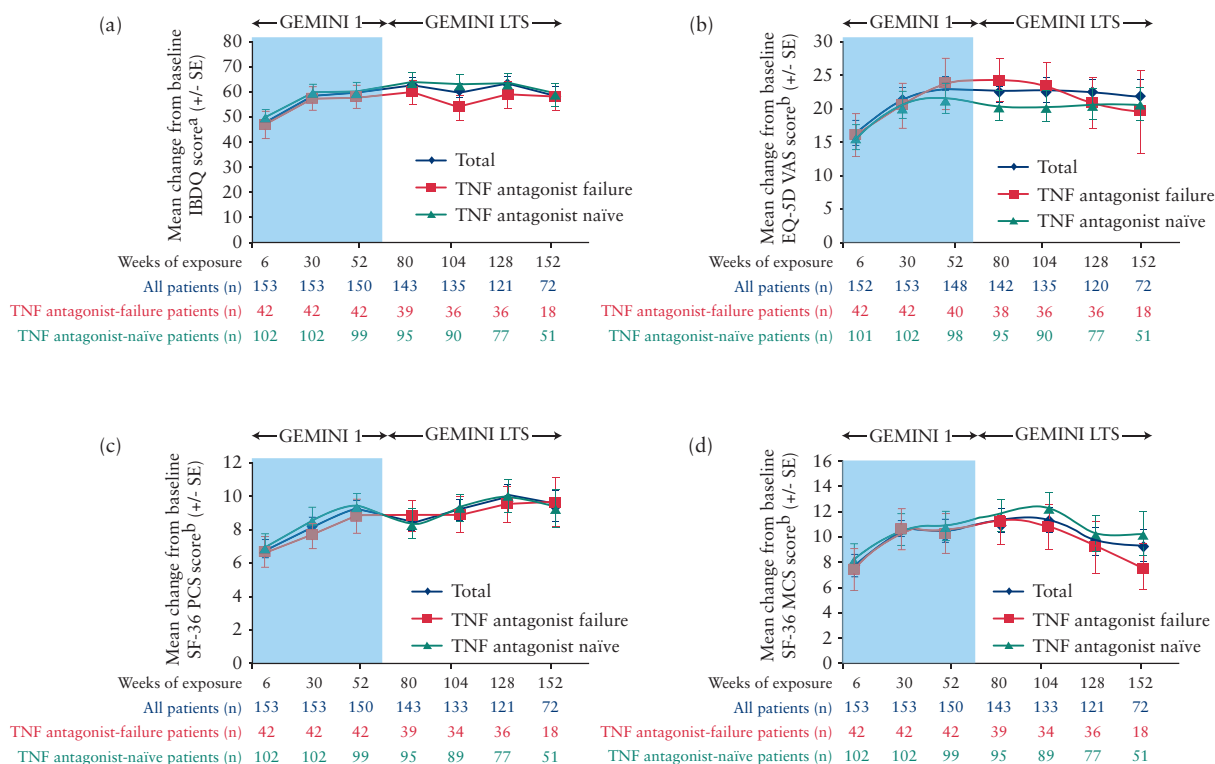 (a)
GEMINI 1 GEMINI LTS
Mean change from baseline
IBDQ scoreᵃ (+/- SE)
80
70
60
50
40
30
20
10
0
Total
TNF antagonist failure
TNF antagonist naïve
Weeks of exposure 6 30 52 80 104 128 152
All patients (n) 153 153 150 143 135 121 72
TNF antagonist-failure patients (n) 42 42 42 39 36 36 18
TNF antagonist-naïve patients (n) 102 102 99 95 90 77 51
(b)
GEMINI 1 GEMINI LTS
Mean change from baseline
EQ-5D VAS scoreᵇ (+/- SE)
30
25
20
15
10
5
0
Total
TNF antagonist failure
TNF antagonist naïve
Weeks of exposure 6 30 52 80 104 128 152
All patients (n) 152 153 148 142 135 120 72
TNF antagonist-failure patients (n) 42 42 40 38 36 36 18
TNF antagonist-naïve patients (n) 101 102 98 95 90 77 51
(c)
GEMINI 1 GEMINI LTS
Mean change from baseline
SF-36 PCS scoreᵇ (+/- SE)
12
10
8
6
4
2
0
Total
TNF antagonist failure
TNF antagonist naïve
Weeks of exposure 6 30 52 80 104 128 152
All patients (n) 153 153 150 143 133 121 72
TNF antagonist-failure patients (n) 42 42 42 39 34 36 18
TNF antagonist-naïve patients (n) 102 102 99 95 89 77 51
(d)
GEMINI 1 GEMINI LTS
Mean change from baseline
SF-36 MCS scoreᵇ (+/- SE)
16
14
12
10
8
6
4
2
0
Total
TNF antagonist failure
TNF antagonist naïve
Weeks of exposure 6 30 52 80 104 128 152
All patients (n) 153 153 150 143 133 121 72
TNF antagonist-failure patients (n) 42 42 42 39 34 36 18
TNF antagonist-naïve patients (n) 102 102 99 95 89 77 51